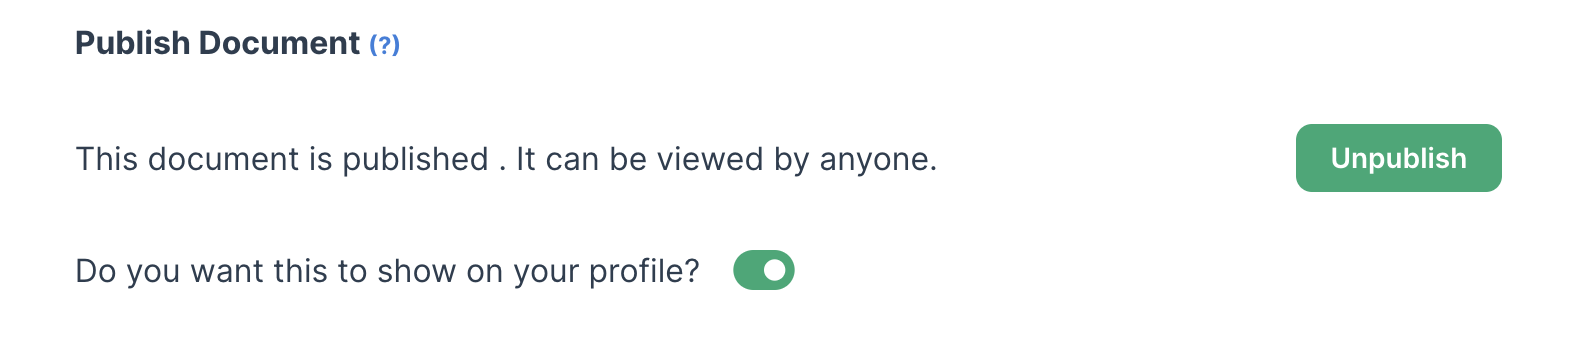 Publish Document (?)
This document is published . It can be viewed by anyone.
Unpublish
Do you want this to show on your profile?